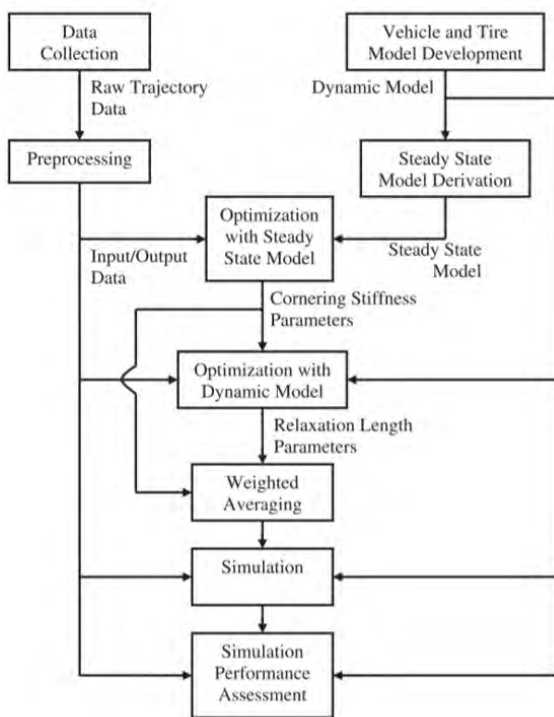 Data
Collection
Vehicle and Tire
Model Development
Raw Trajectory
Data
Dynamic Model
Preprocessing
Steady State
Model Derivation
Optimization
with Steady
State Model
Input/Output
Data
Steady State
Model
Cornering Stiffness
Parameters
Optimization with
Dynamic Model
Relaxation Length
Parameters
Weighted
Averaging
Simulation
Simulation
Performance
Assessment